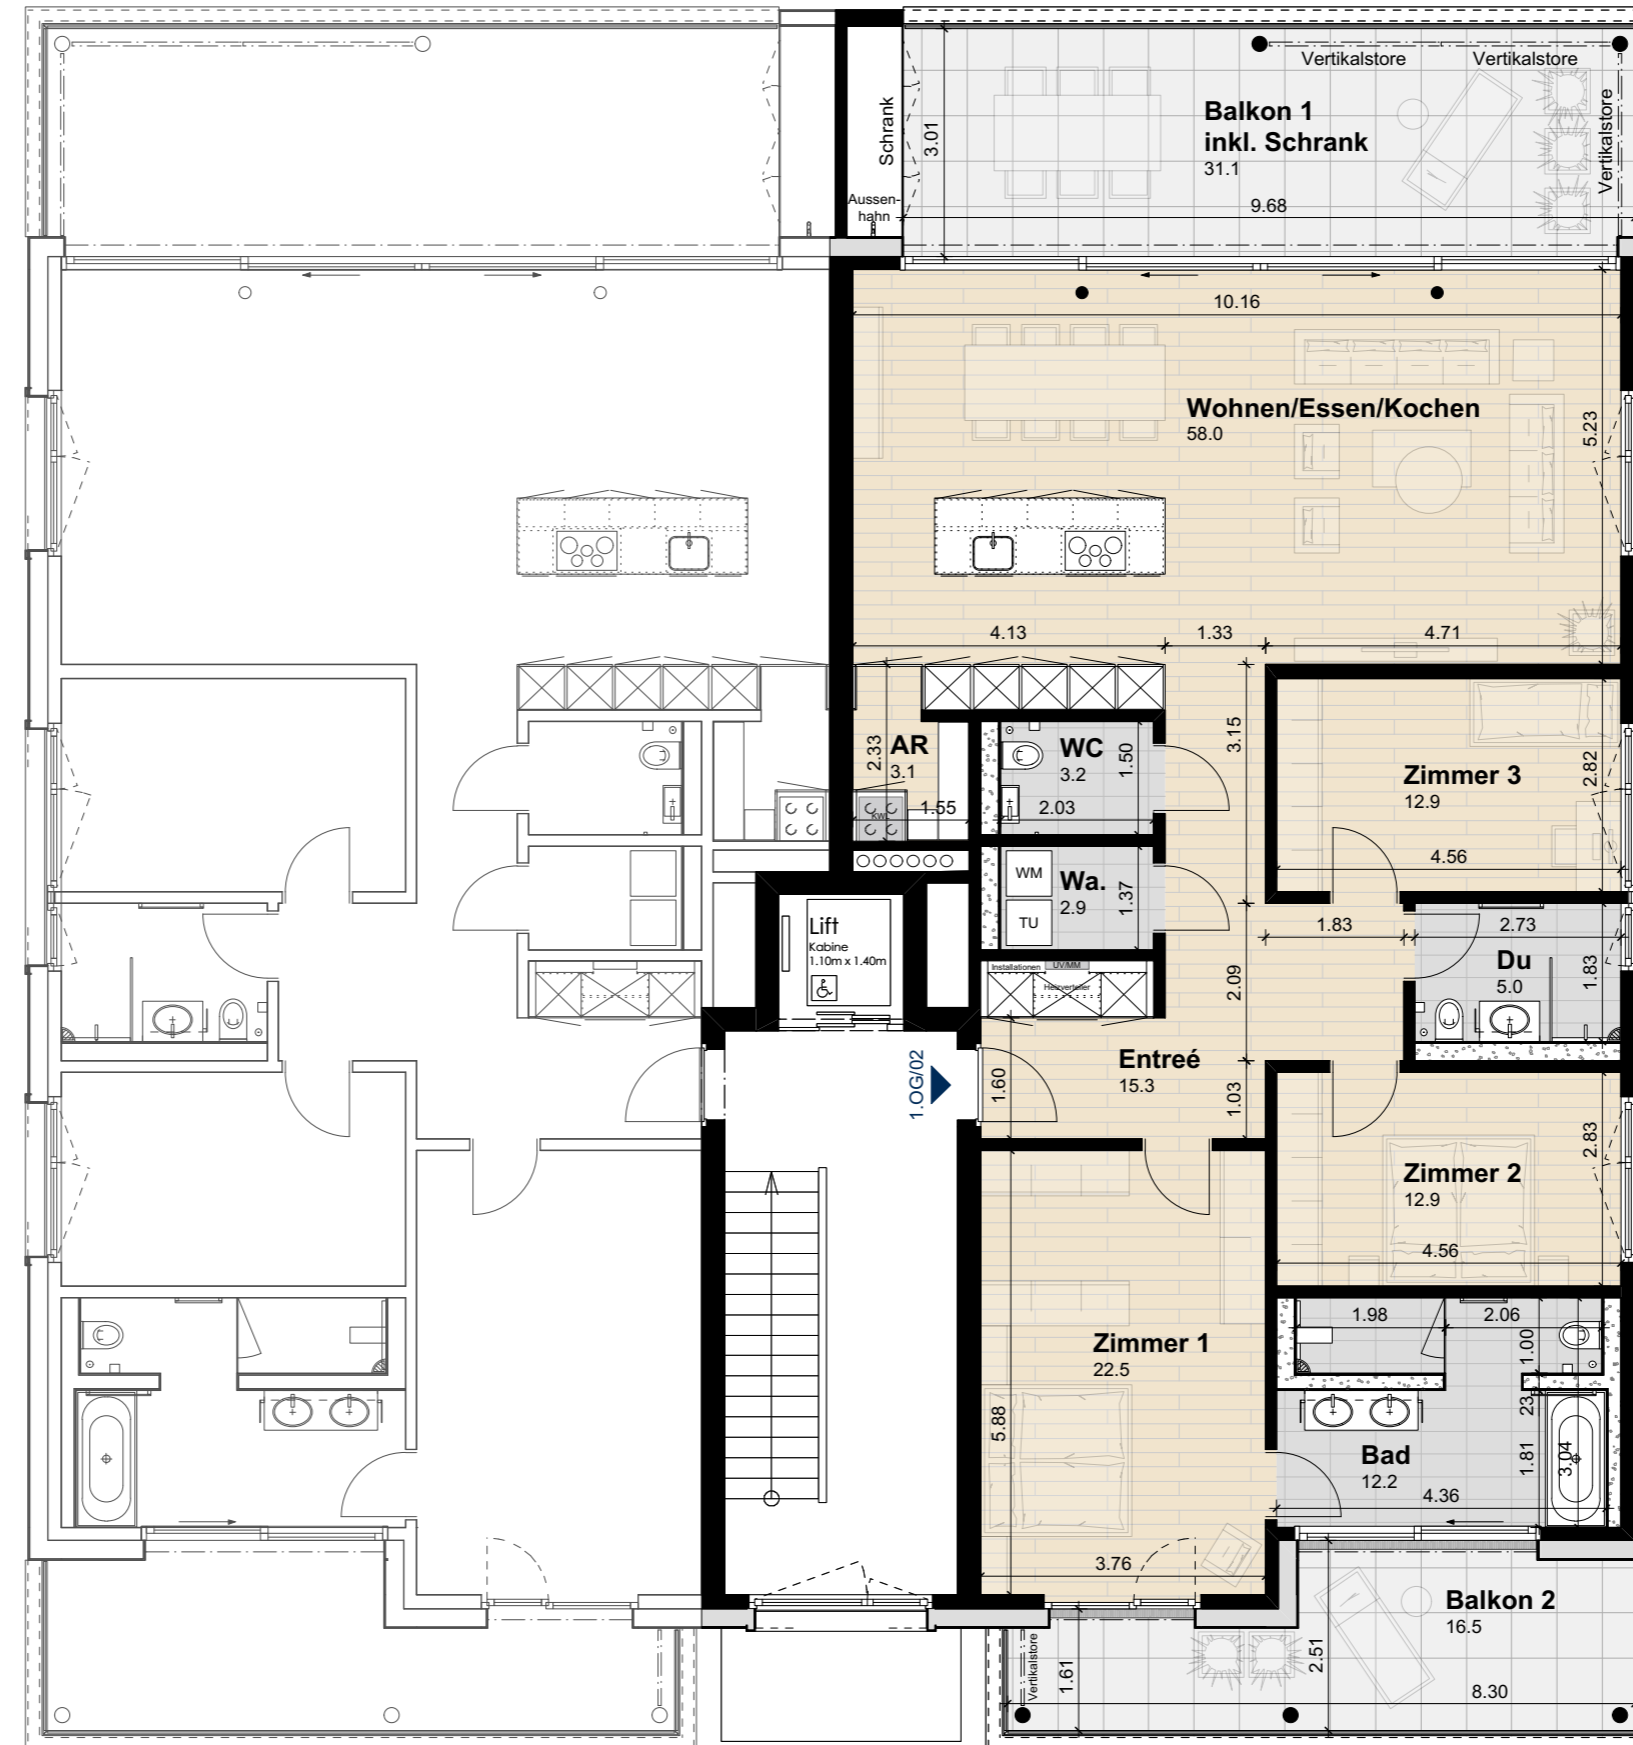 Vertikalstore
Vertikalstore
Vertikalstore
Schrank
3.01
Balkon 1
inkl. Schrank
31.1
Aussen-
hahn
9.68
10.16
Wohnen/Essen/Kochen
58.0
5.23
4.13
1.33
4.71
2.33
AR
3.1
1.55
KW
WC
3.2
1.50
2.03
3.15
Zimmer 3
12.9
2.82
4.56
WM
TU
Wa.
2.9
1.37
Lift
Kabine
1.10m x 1.40m
Installationen
UV/MM
Heizverteiler
1.83
2.73
2.09
Du
5.0
1.83
1.OG/02
1.60
Entreé
15.3
1.03
Zimmer 2
12.9
2.83
4.56
Zimmer 1
22.5
5.88
3.76
1.98
2.06
1.00
23
1.81
3.04
Bad
12.2
4.36
Balkon 2
16.5
Vertikalstore
1.61
2.51
8.30